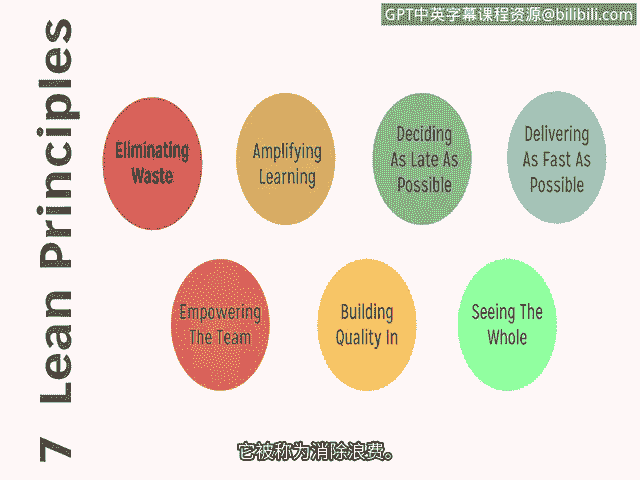 GPT中英字幕课程资源@bilibili.com
7 Lean Principles
Eliminating
Waste
Amplifying
Learning
Deciding
As Late As
Possible
Delivering
As Fast As
Possible
Empowering
The Team
Building
Quality In
Seeing The
Whole
它被称为消除浪费。